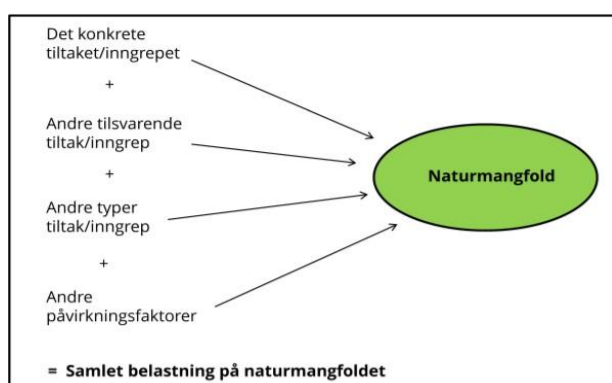 Det konkrete
tiltaket/inngrepet
+
Andre tilsvarende
tiltak/inngrep
+
Andre typer
tiltak/inngrep
+
Andre
påvirkningsfaktorer
= Samlet belastning på naturmangfoldet
Naturmangfold